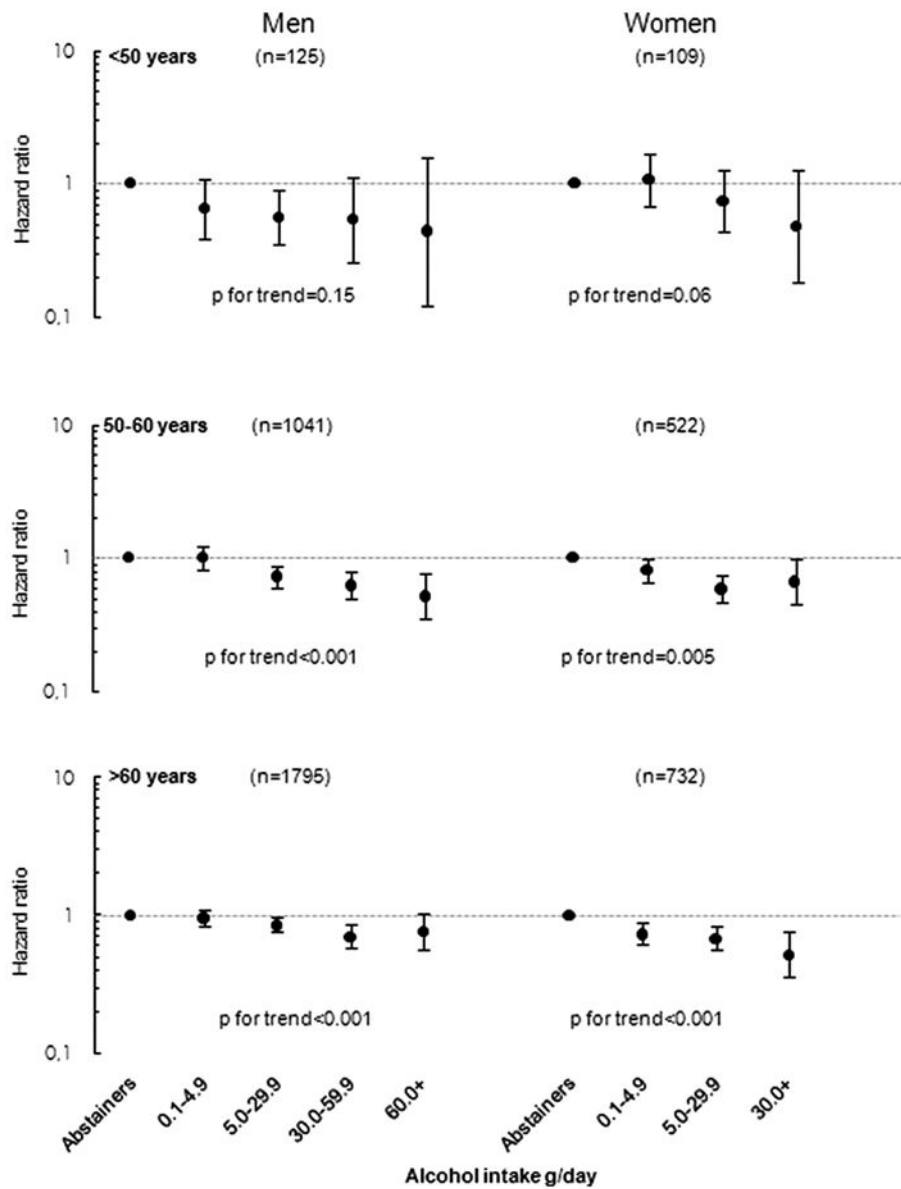 Men Women
<50 years (n=125) (n=109)
10
Hazard ratio
1
p for trend=0.15 p for trend=0.06
0,1
10 50-60 years (n=1041) (n=522)
Hazard ratio
1
p for trend<0.001 p for trend=0.005
0,1
10 >60 years (n=1795) (n=732)
Hazard ratio
1
p for trend<0.001 p for trend<0.001
0,1
Abstainers 0.1-4.9 5.0-29.9 30.0-59.9 60.0+ Abstainers 0.1-4.9 5.0-29.9 30.0+
Alcohol intake g/day